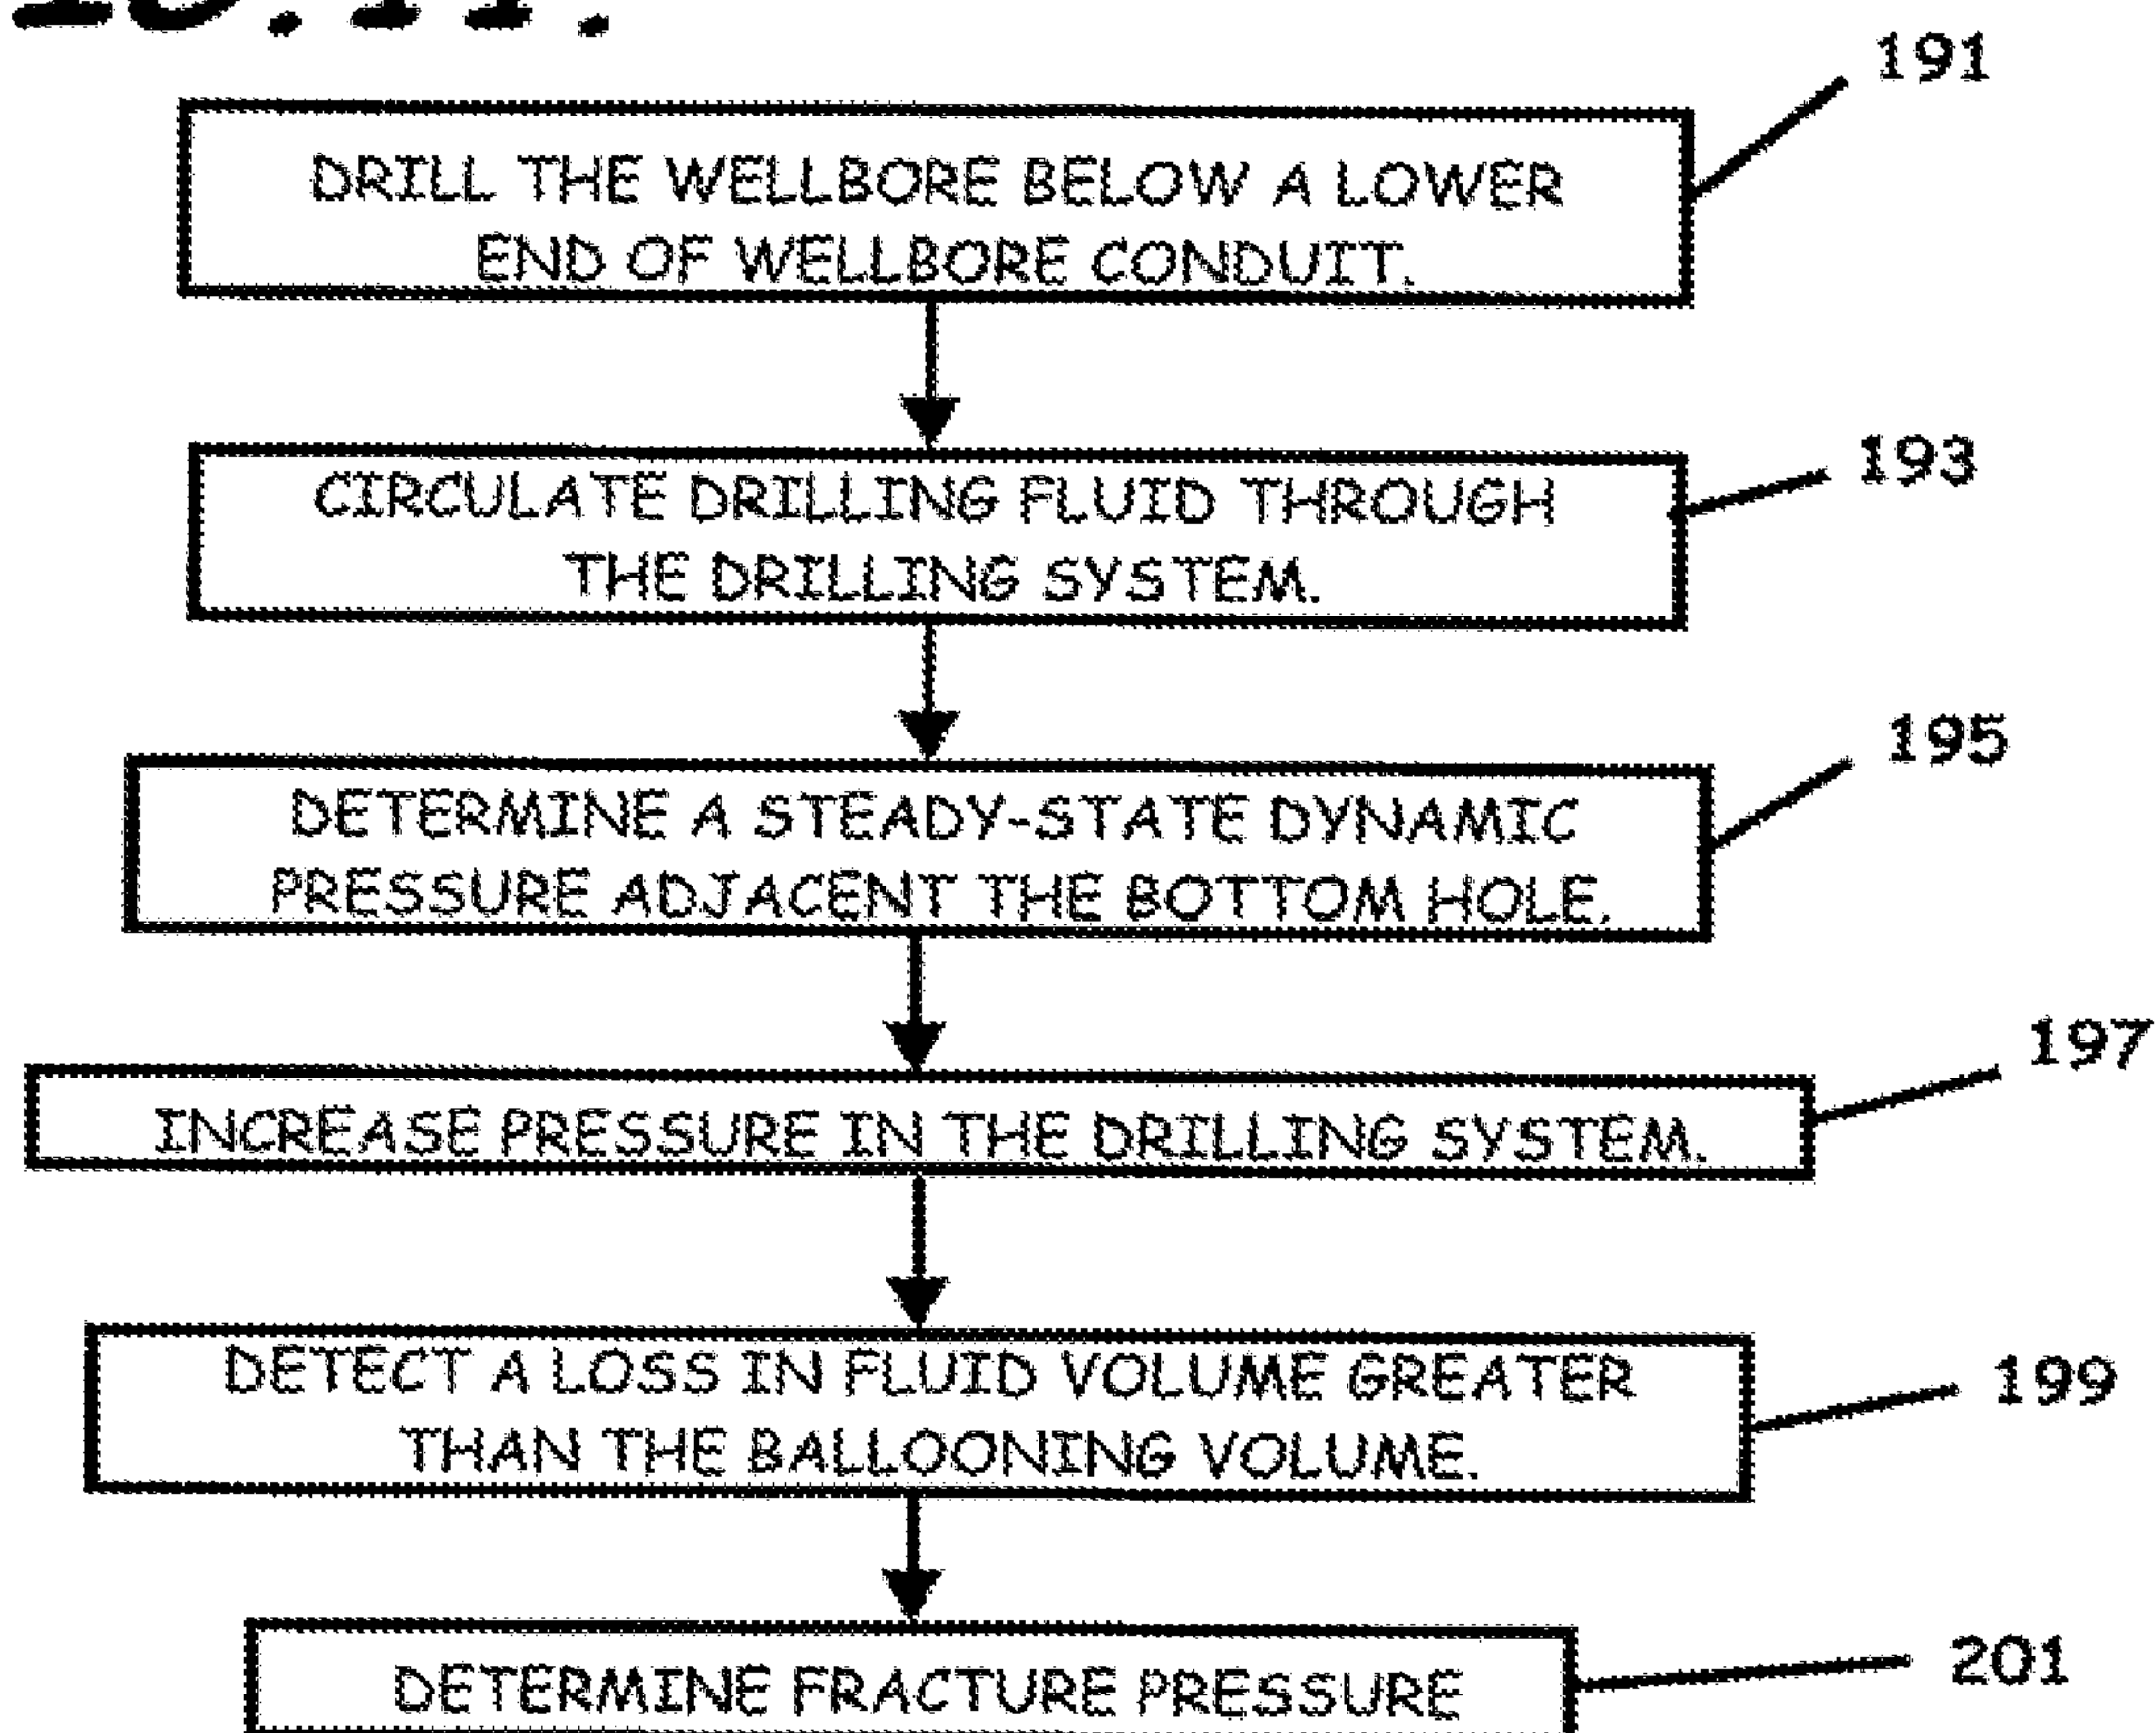 191
DRILL THE WELLBORE BELOW A LOWER
END OF WELLBORE CONDUIT.
193
CIRCULATE DRILLING FLUID THROUGH
THE DRILLING SYSTEM.
195
DETERMINE A STEADY-STATE DYNAMIC
PRESSURE ADJACENT THE BOTTOM HOLE.
197
INCREASE PRESSURE IN THE DRILLING SYSTEM.
199
DETECT A LOSS IN FLUID VOLUME GREATER
THAN THE BALLOONING VOLUME.
201
DETERMINE FRACTURE PRESSURE